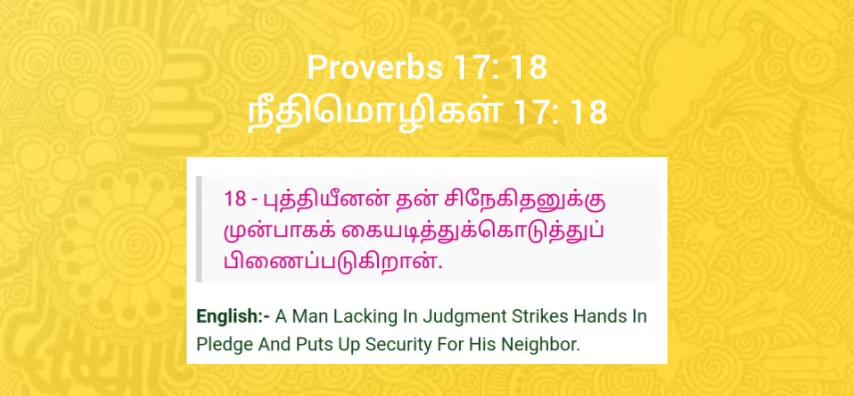 Proverbs 17: 18
நீதிமொழிகள் 17: 18
18 - புத்தியீனன் தன் சிநேகிதனுக்கு
முன்பாகக் கையடித்துக்கொடுத்துப்
பிணைப்படுகிறான்.
English:- A Man Lacking In Judgment Strikes Hands In
Pledge And Puts Up Security For His Neighbor.